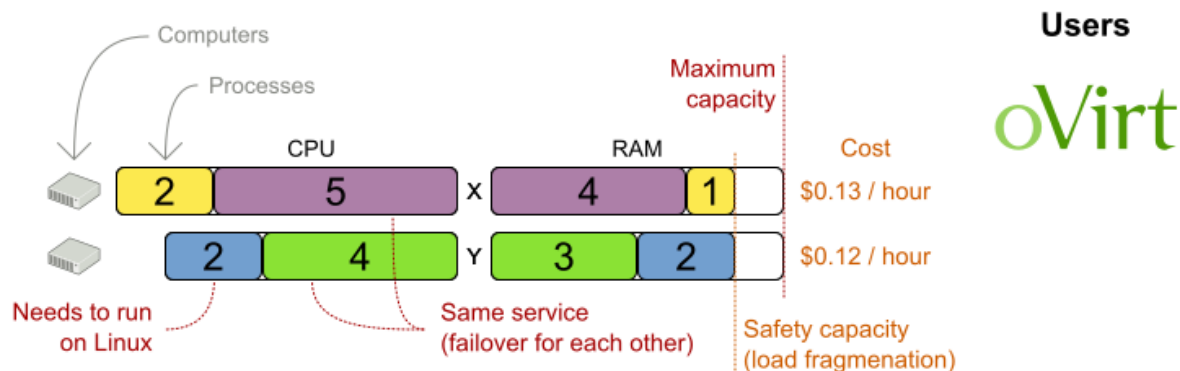 Users
Computers
Processes
Maximum
capacity
oVirt
CPU
RAM
Cost
2
5
X
4
1
$0.13 / hour
2
4
Y
3
2
$0.12 / hour
Needs to run
on Linux
Same service
(failover for each other)
Safety capacity
(load fragmenation)